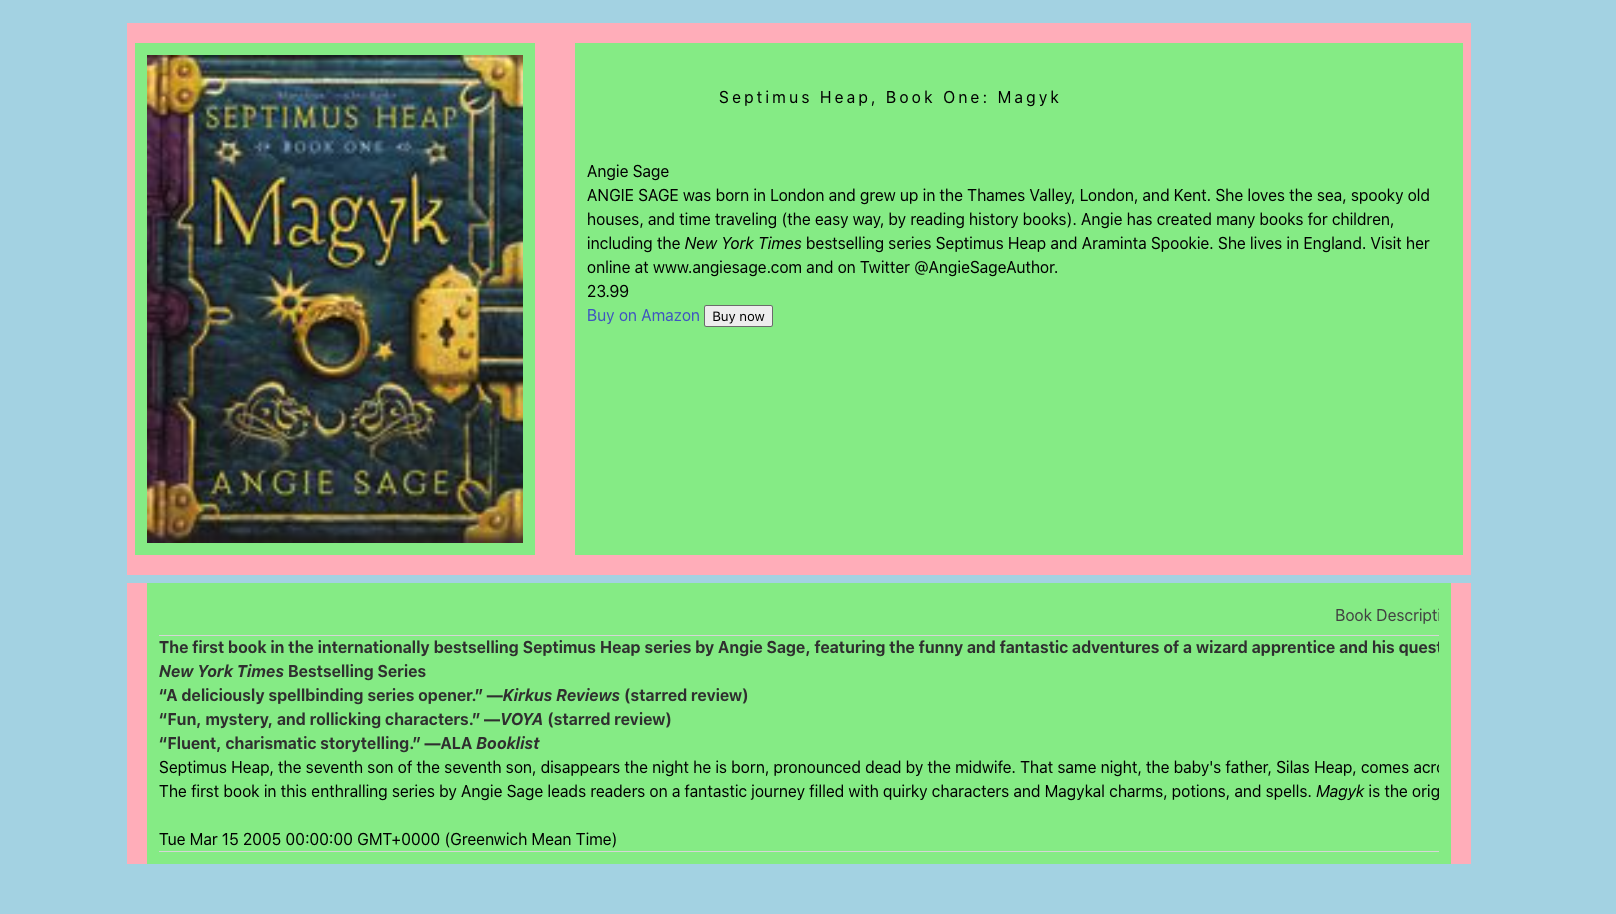 SEPTIMUS HEAP
BOOK ONE
Magyk
ANGIE SAGE
Septimus Heap, Book One: Magyk
Angie Sage
ANGIE SAGE was born in London and grew up in the Thames Valley, London, and Kent. She loves the sea, spooky old
houses, and time traveling (the easy way, by reading history books). Angie has created many books for children,
including the New York Times bestselling series Septimus Heap and Araminta Spookie. She lives in England. Visit her
online at www.angiesage.com and on Twitter @AngieSageAuthor.
23.99
Buy on Amazon Buy now
Book Descripti
The first book in the internationally bestselling Septimus Heap series by Angie Sage, featuring the funny and fantastic adventures of a wizard apprentice and his quest
New York Times Bestselling Series
“A deliciously spellbinding series opener.” —Kirkus Reviews (starred review)
“Fun, mystery, and rollicking characters.” —VOYA (starred review)
“Fluent, charismatic storytelling.” —ALA Booklist
Septimus Heap, the seventh son of the seventh son, disappears the night he is born, pronounced dead by the midwife. That same night, the baby's father, Silas Heap, comes acro
The first book in this enthralling series by Angie Sage leads readers on a fantastic journey filled with quirky characters and Magykal charms, potions, and spells. Magyk is the orig
Tue Mar 15 2005 00:00:00 GMT+0000 (Greenwich Mean Time)